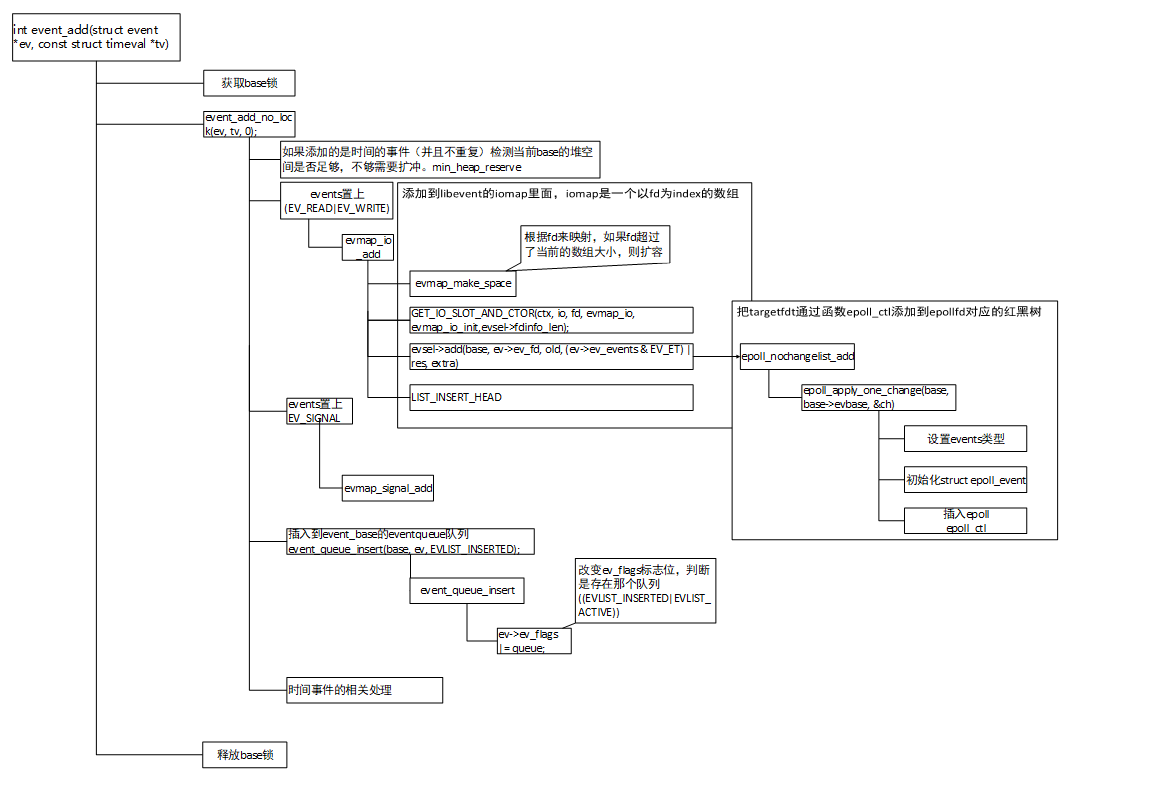 int event_add(struct event
*ev, const struct timeval *tv)
获取base锁
event_add_no_loc
k(ev, tv, 0);
如果添加的是时间的事件（并且不重复）检测当前base的堆空
间是否足够，不够需要扩冲。min_heap_reserve
events置上
(EV_READ|EV_WRITE)
添加到libevent的iomap里面，iomap是一个以fd为index的数组
evmap_io
_add
根据fd来映射，如果fd超过
了当前的数组大小，则扩容
evmap_make_space
GET_IO_SLOT_AND_CTOR(ctx, io, fd, evmap_io,
evmap_io_init,evsel->fdinfo_len);
evsel->add(base, ev->ev_fd, old, (ev->ev_events & EV_ET) |
res, extra)
LIST_INSERT_HEAD
把targetfdt通过函数epoll_ctl添加到epollfd对应的红黑树
epoll_nochangelist_add
epoll_apply_one_change(base,
base->evbase, &ch)
设置events类型
初始化struct epoll_event
插入epoll
epoll_ctl
events置上
EV_SIGNAL
evmap_signal_add
插入到event_base的eventqueue队列
event_queue_insert(base, ev, EVLIST_INSERTED);
event_queue_insert
改变ev_flags标志位，判断
是存在那个队列
((EVLIST_INSERTED|EVLIST_
ACTIVE))
ev->ev_flags
|= queue;
时间事件的相关处理
释放base锁